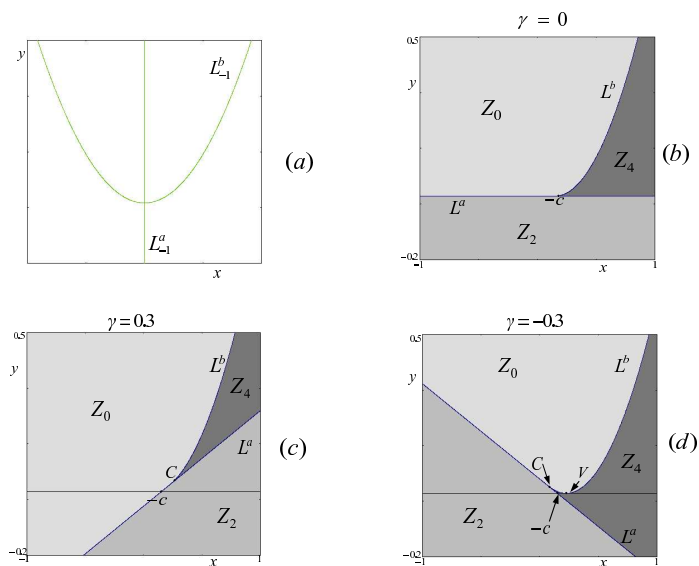 y
L^b_{-1}
L^a_{-1}
x
(a)
γ = 0
0.5
y
L^b
Z_0
Z_4
-c
L^a
Z_2
-0.2
-1
x
1
(b)
γ = 0.3
0.5
y
L^b
Z_4
Z_0
L^a
C
-c
Z_2
-0.2
-1
x
1
(c)
γ = -0.3
0.5
y
Z_0
L^b
C
V
Z_4
Z_2
-c
L^a
-0.2
-1
x
1
(d)